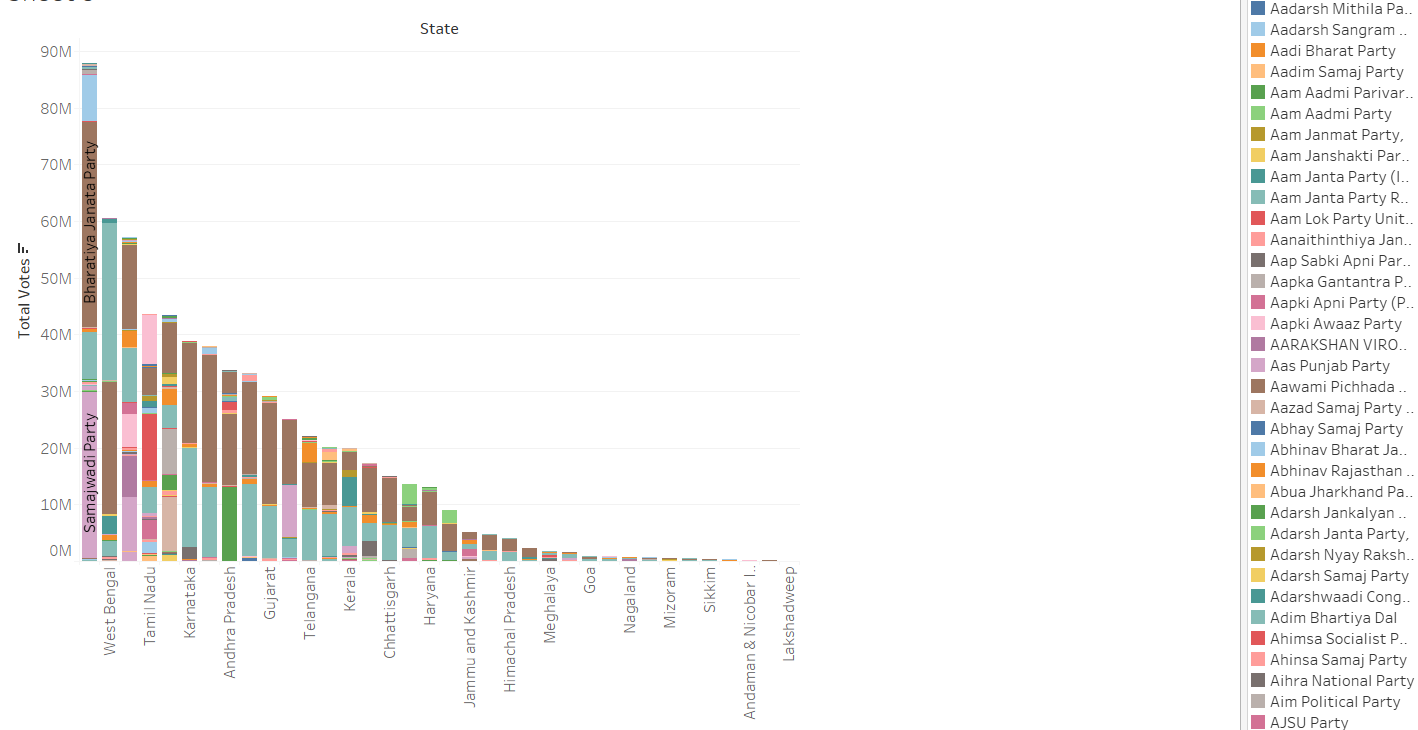 State
90M
80M
70M
60M
50M
40M
30M
20M
10M
0M
Total Votes
Bharatiya Janata Party
Samajwadi Party
West Bengal
Tamil Nadu
Karnataka
Andhra Pradesh
Gujarat
Telangana
Kerala
Chhattisgarh
Haryana
Jammu and Kashmir
Himachal Pradesh
Meghalaya
Goa
Nagaland
Mizoram
Sikkim
Andaman & Nicobar I..
Lakshadweep
Aadarsh Mithila Pa..
Aadarsh Sangram ..
Aadi Bharat Party
Aadim Samaj Party
Aam Aadmi Parivar..
Aam Aadmi Party
Aam Janmat Party,
Aam Janshakti Par..
Aam Janta Party (I..
Aam Janta Party R..
Aam Lok Party Unit..
Aanaithinthiya Jan..
Aap Sabki Apni Par..
Aapka Gantantra P..
Aapki Apni Party (P..
Aapki Awaaz Party
AARAKSHAN VIRO..
Aas Punjab Party
Aawami Pichhada ..
Aazad Samaj Party ..
Abhay Samaj Party
Abhinav Bharat Ja..
Abhinav Rajasthan ..
Abua Jharkhand Pa..
Adarsh Jankalyan ..
Adarsh Janta Party,
Adarsh Nyay Raksh..
Adarsh Samaj Party
Adarshwaadi Cong..
Adim Bhartiya Dal
Ahimsa Socialist P..
Ahinsa Samaj Party
Aihra National Party
Aim Political Party
AJSU Party